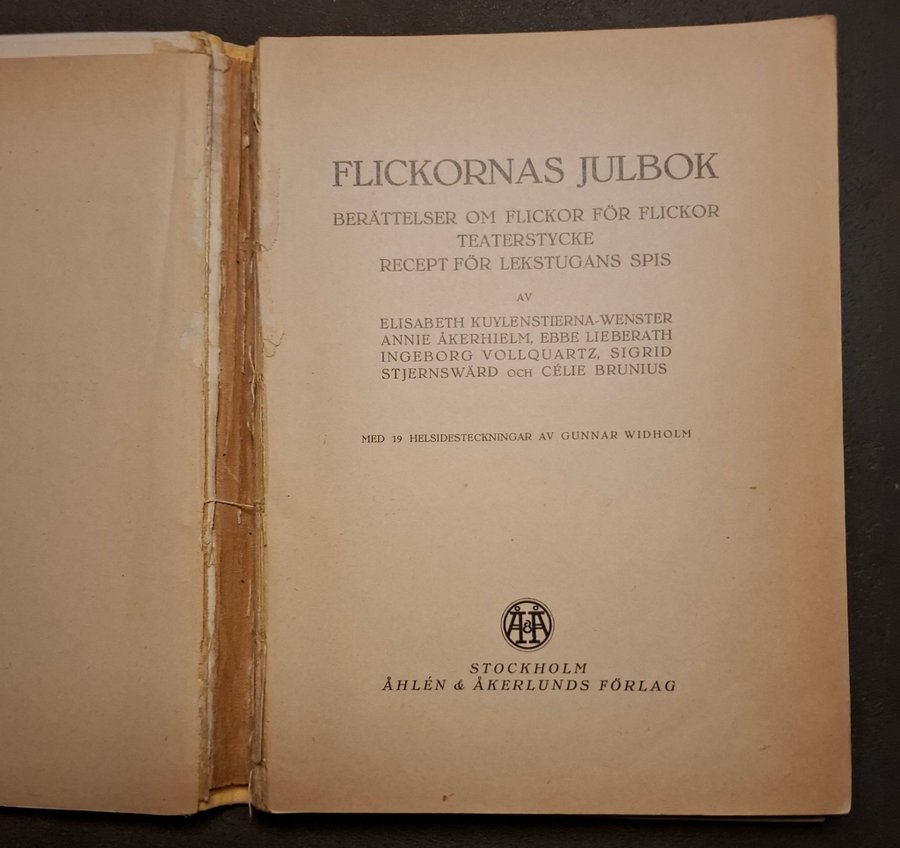 FLICKORNAS JULBOK
BERÄTTELSER OM FLICKOR FÖR FLICKOR
TEATERSTYCKE
RECEPT FÖR LEKSTUGANS SPIS
AV
ELISABETH KUYLENSTIERNA-WENSTER
ANNIE ÅKERHIELM, EBBE LIEBERATH
INGEBORG VOLLQUARTZ, SIGRID
STJERNSWÄRD OCH CÉLIE BRUNIUS
MED 19 HELSIDESTECKNINGAR AV GUNNAR WIDHOLM
Å&Å
STOCKHOLM
ÅHLÉN & ÅKERLUNDS FÖRLAG